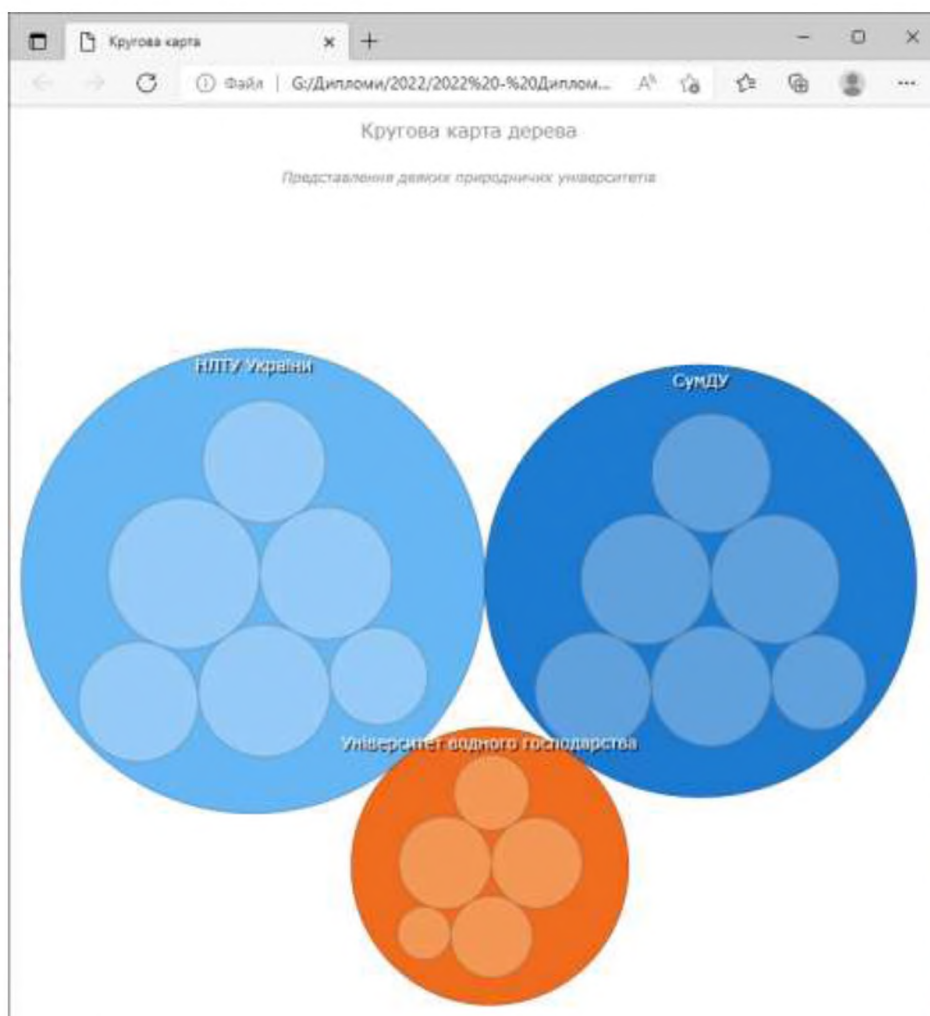 Кругова карта
Файл | G:/Дипломи/2022/2022%20-%20Диплом...
Кругова карта дерева
Представлення деяких природничих університетів
НЛТУ України
СумДУ
Університет водного господарства